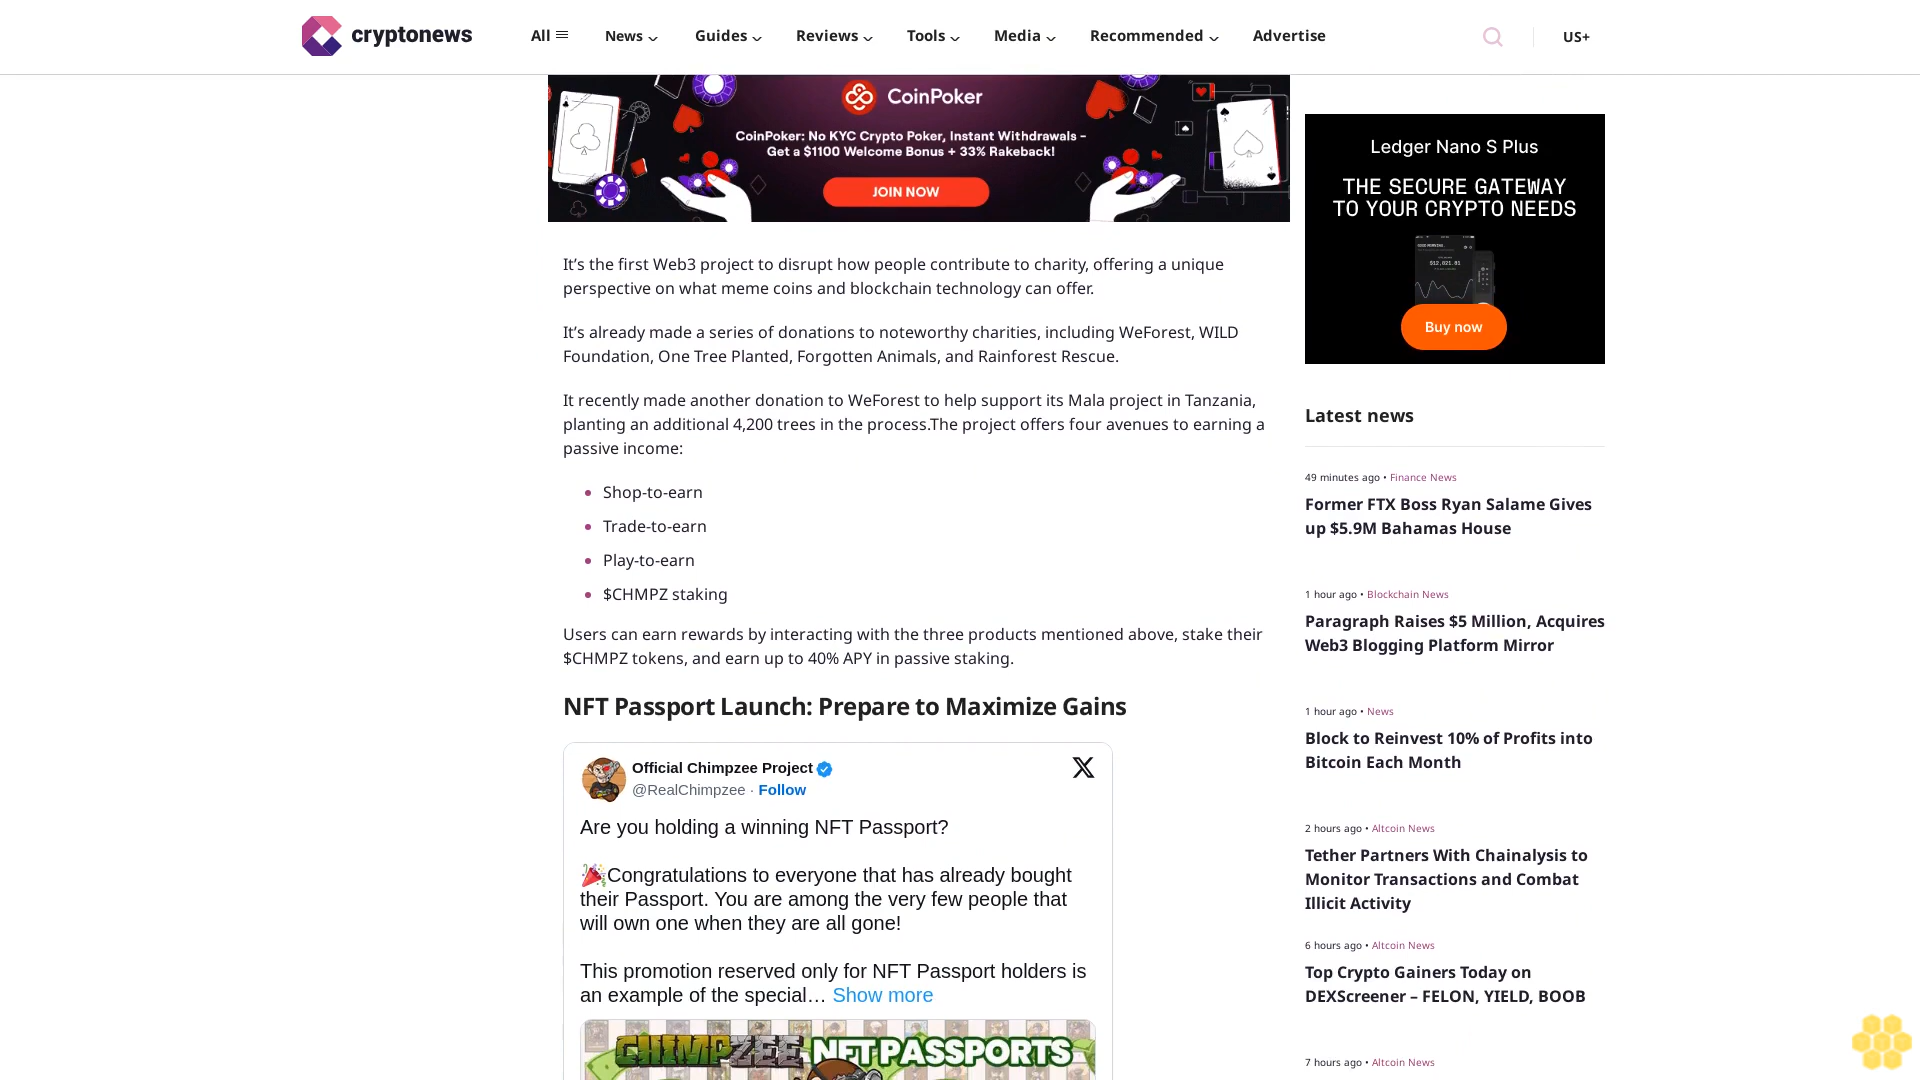 cryptonews
All
News
Guides
Reviews
Tools
Media
Recommended
Advertise
US+
CoinPoker
CoinPoker: No KYC Crypto Poker, Instant Withdrawals –
Get a $1100 Welcome Bonus + 33% Rakeback!
JOIN NOW
It’s the first Web3 project to disrupt how people contribute to charity, offering a unique
perspective on what meme coins and blockchain technology can offer.
It’s already made a series of donations to noteworthy charities, including WeForest, WILD
Foundation, One Tree Planted, Forgotten Animals, and Rainforest Rescue.
It recently made another donation to WeForest to help support its Mala project in Tanzania,
planting an additional 4,200 trees in the process.The project offers four avenues to earning a
passive income:
Shop-to-earn
Trade-to-earn
Play-to-earn
$CHMPZ staking
Users can earn rewards by interacting with the three products mentioned above, stake their
$CHMPZ tokens, and earn up to 40% APY in passive staking.
NFT Passport Launch: Prepare to Maximize Gains
Official Chimpzee Project
@RealChimpzee · Follow
Are you holding a winning NFT Passport?
Congratulations to everyone that has already bought
their Passport. You are among the very few people that
will own one when they are all gone!
This promotion reserved only for NFT Passport holders is
an example of the special… Show more
CHIMPZEE NFT PASSPORTS
Ledger Nano S Plus
THE SECURE GATEWAY
TO YOUR CRYPTO NEEDS
$12,821.81
Buy now
Latest news
49 minutes ago • Finance News
Former FTX Boss Ryan Salame Gives
up $5.9M Bahamas House
1 hour ago • Blockchain News
Paragraph Raises $5 Million, Acquires
Web3 Blogging Platform Mirror
1 hour ago • News
Block to Reinvest 10% of Profits into
Bitcoin Each Month
2 hours ago • Altcoin News
Tether Partners With Chainalysis to
Monitor Transactions and Combat
Illicit Activity
6 hours ago • Altcoin News
Top Crypto Gainers Today on
DEXScreener – FELON, YIELD, BOOB
7 hours ago • Altcoin News